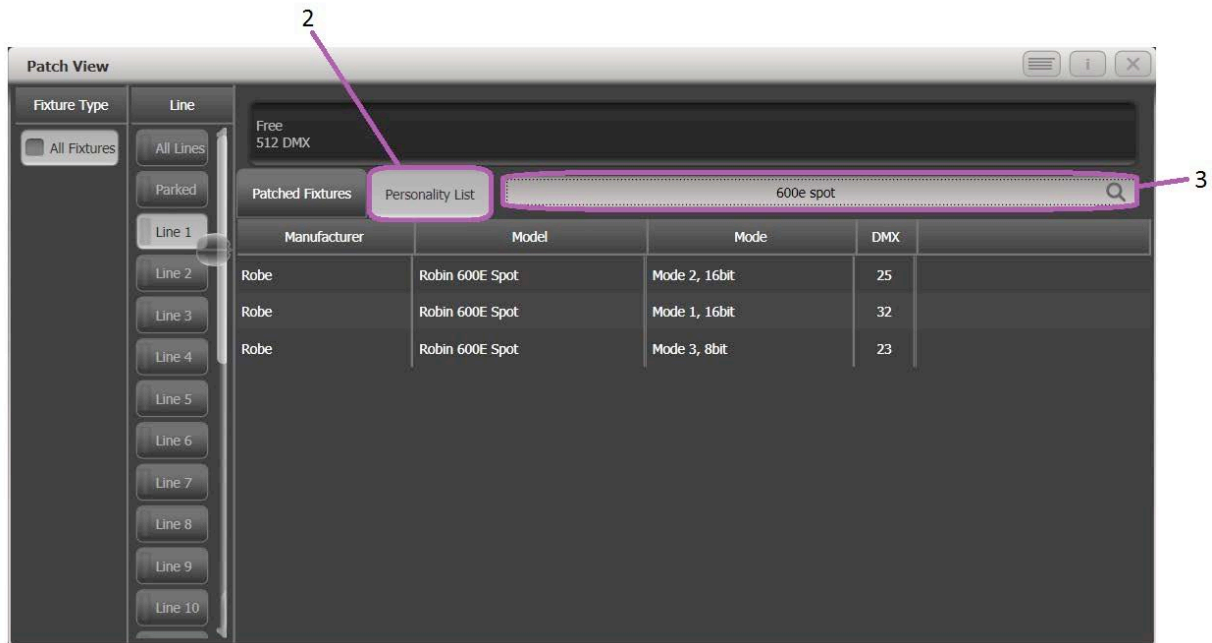 2
Patch View
i
Fixture Type
Line
All Fixtures
All Lines
Parked
Line 1
Line 2
Line 3
Line 4
Line 5
Line 6
Line 7
Line 8
Line 9
Line 10
Free
512 DMX
Patched Fixtures
Personality List
600e spot
3
Manufacturer Model Mode DMX
Robe Robin 600E Spot Mode 2, 16bit 25
Robe Robin 600E Spot Mode 1, 16bit 32
Robe Robin 600E Spot Mode 3, 8bit 23